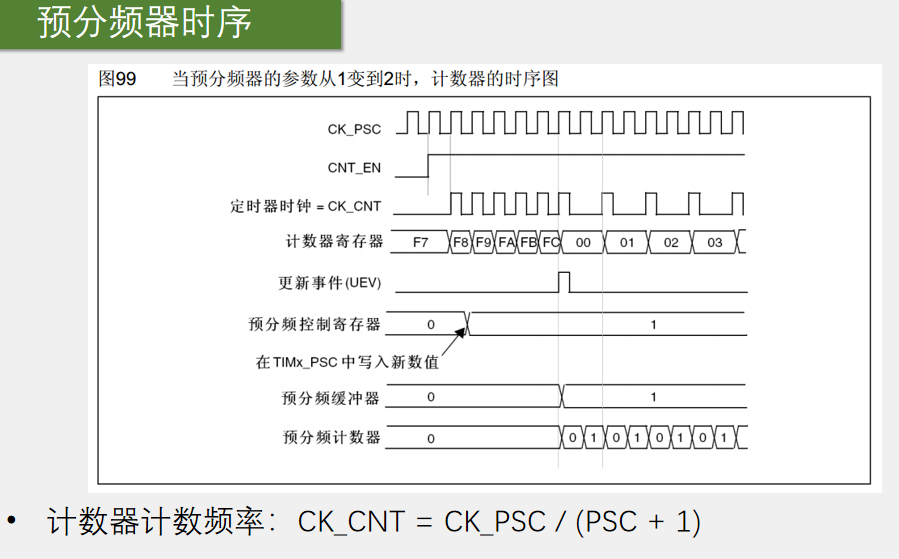 预分频器时序
图99 当预分频器的参数从1变到2时，计数器的时序图
CK_PSC
CNT_EN
定时器时钟 = CK_CNT
计数器寄存器 F7 F8 F9 FA FB FC 00 01 02 03
更新事件(UEV)
预分频控制寄存器 0 1
在TIMx_PSC 中写入新数值
预分频缓冲器 0 1
预分频计数器 0 0 1 0 1 0 1 0 1
• 计数器计数频率：CK_CNT = CK_PSC / (PSC + 1)